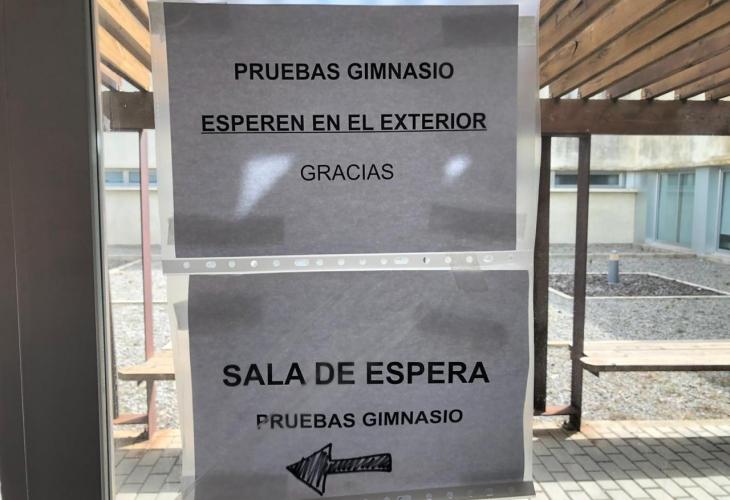 PRUEBAS GIMNASIO
ESPEREN EN EL EXTERIOR
GRACIAS
SALA DE ESPERA
PRUEBAS GIMNASIO